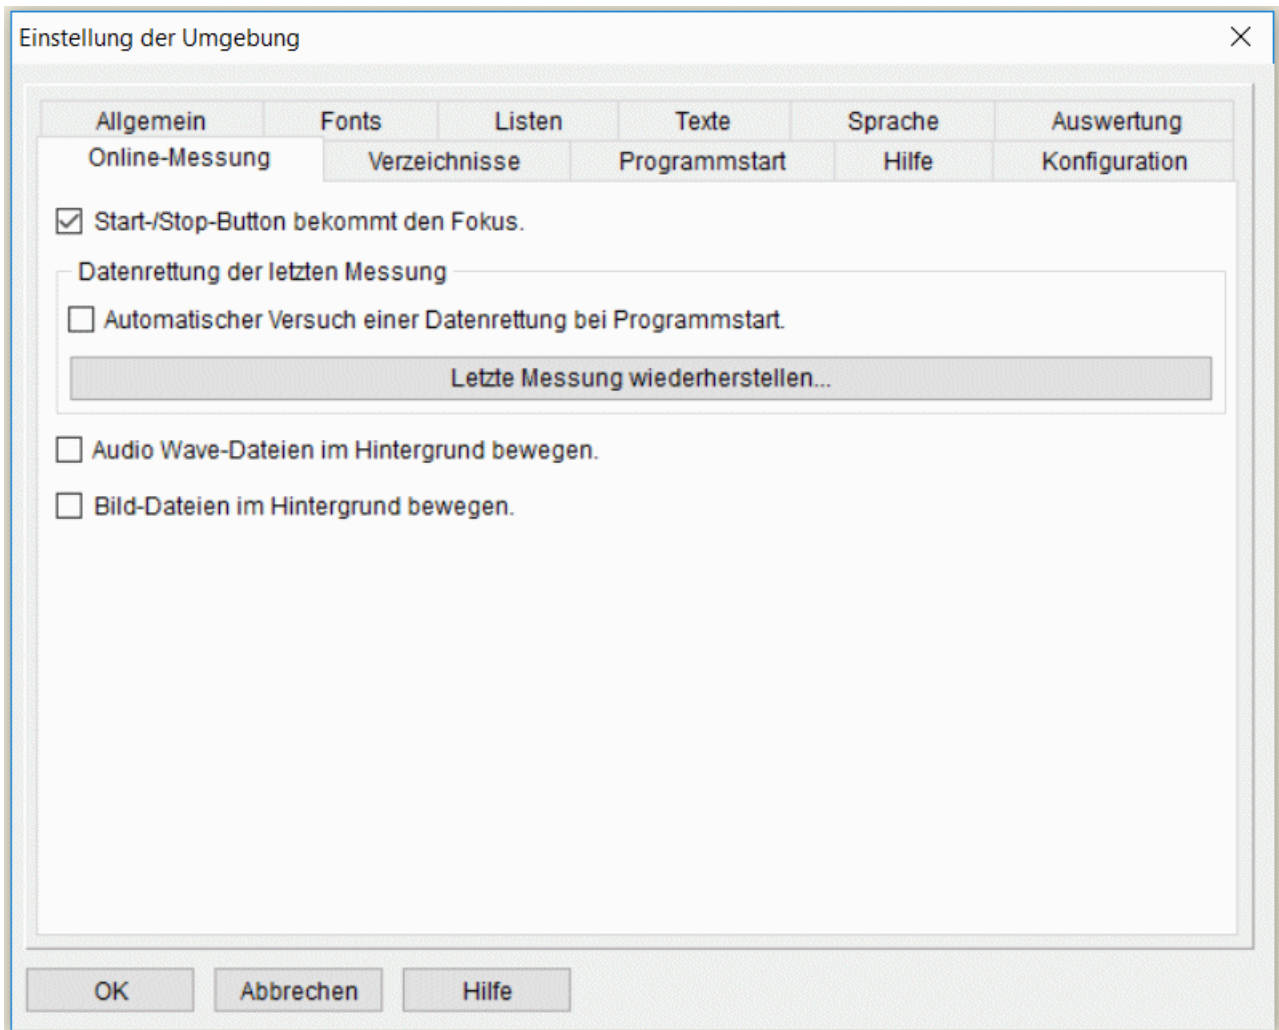 Einstellung der Umgebung
Allgemein Fonts Listen Texte Sprache Auswertung
Online-Messung Verzeichnisse Programmstart Hilfe Konfiguration
Start-/Stop-Button bekommt den Fokus.
Datenrettung der letzten Messung
Automatischer Versuch einer Datenrettung bei Programmstart.
Letzte Messung wiederherstellen...
Audio Wave-Dateien im Hintergrund bewegen.
Bild-Dateien im Hintergrund bewegen.
OK Abbrechen Hilfe